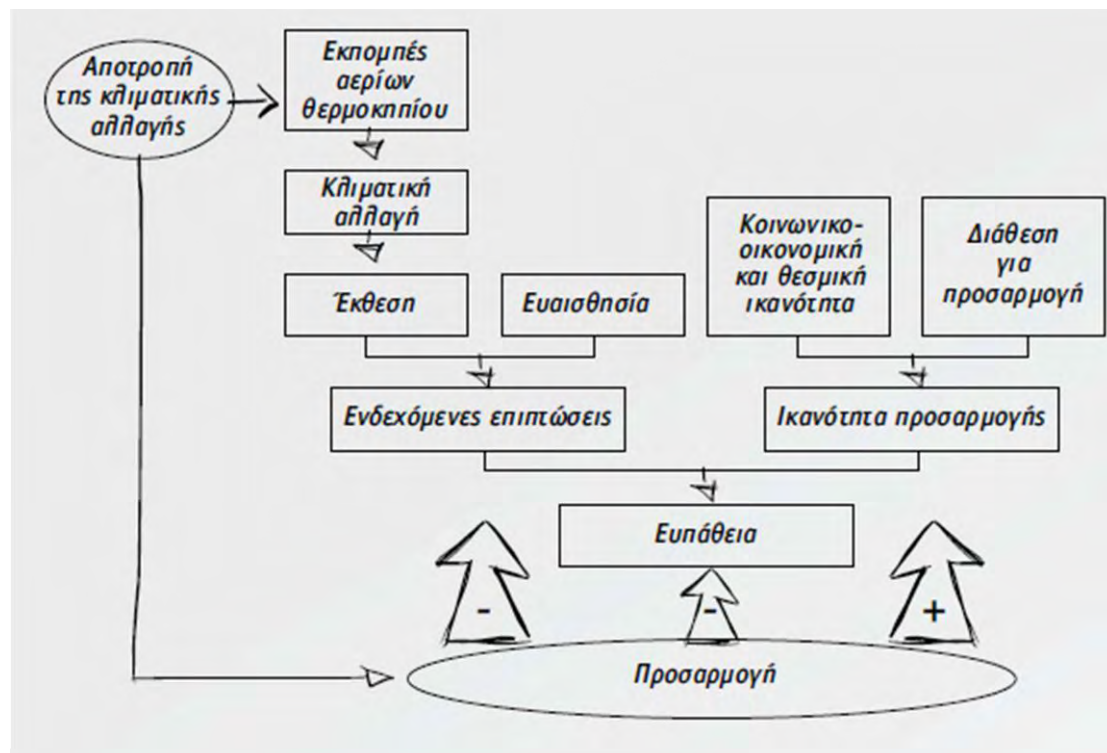 Αποτροπή
της κλιματικής
αλλαγής
Εκπομπές
αερίων
θερμοκηπίου
Κλιματική
αλλαγή
Έκθεση
Ευαισθησία
Κοινωνικο-
οικονομική
και θεσμική
ικανότητα
Διάθεση
για
προσαρμογή
Ενδεχόμενες επιπτώσεις
Ικανότητα προσαρμογής
Ευπάθεια
-
-
+
Προσαρμογή